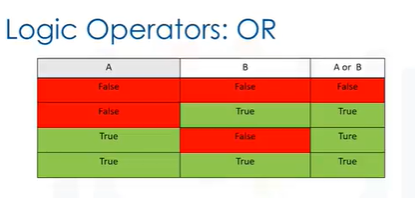 Logic Operators: OR
A B A or B
False False False
False True True
True False Ture
True True True